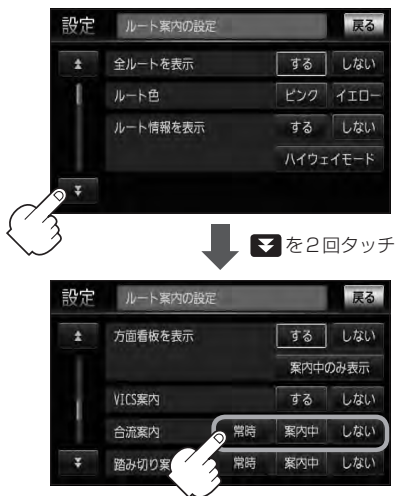 設定 ルート案内の設定 戻る
全ルートを表示 する しない
ルート色 ピンク イエロー
ルート情報を表示 する しない
ハイウェイモード
を2回タッチ
設定 ルート案内の設定 戻る
方面看板を表示 する しない
案内中のみ表示
VICS案内 する しない
合流案内 常時 案内中 しない
踏み切り案 常時 案内中 しない